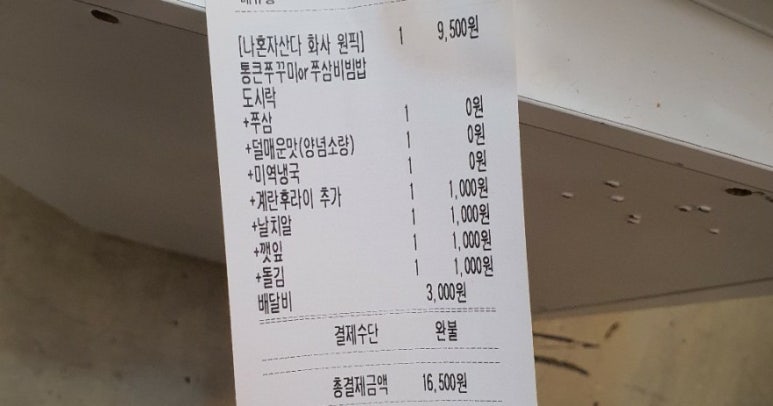 [나혼자산다 화사 원픽] 1 9,500원
통큰쭈꾸미or쭈삼비빔밥
도시락
+쭈삼 1 0원
+덜매운맛(양념소량) 1 0원
+미역냉국 1 0원
+계란후라이 추가 1 1,000원
+날치알 1 1,000원
+깻잎 1 1,000원
+돌김 1 1,000원
배달비 3,000원
결제수단 완불
총결제금액 16,500원